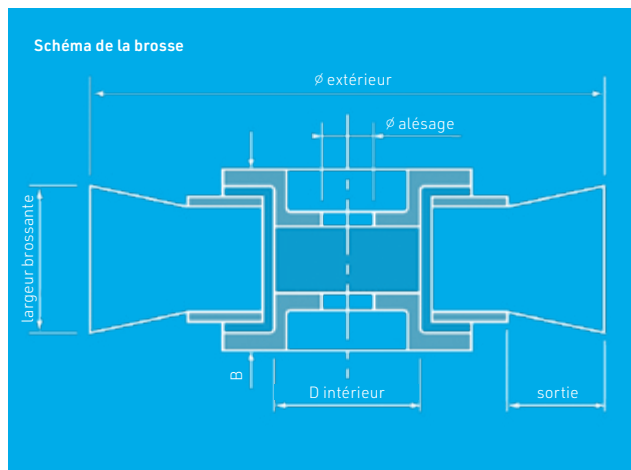 Schéma de la brosse
ø extérieur
ø alésage
largeur brossante
B
D intérieur
sortie